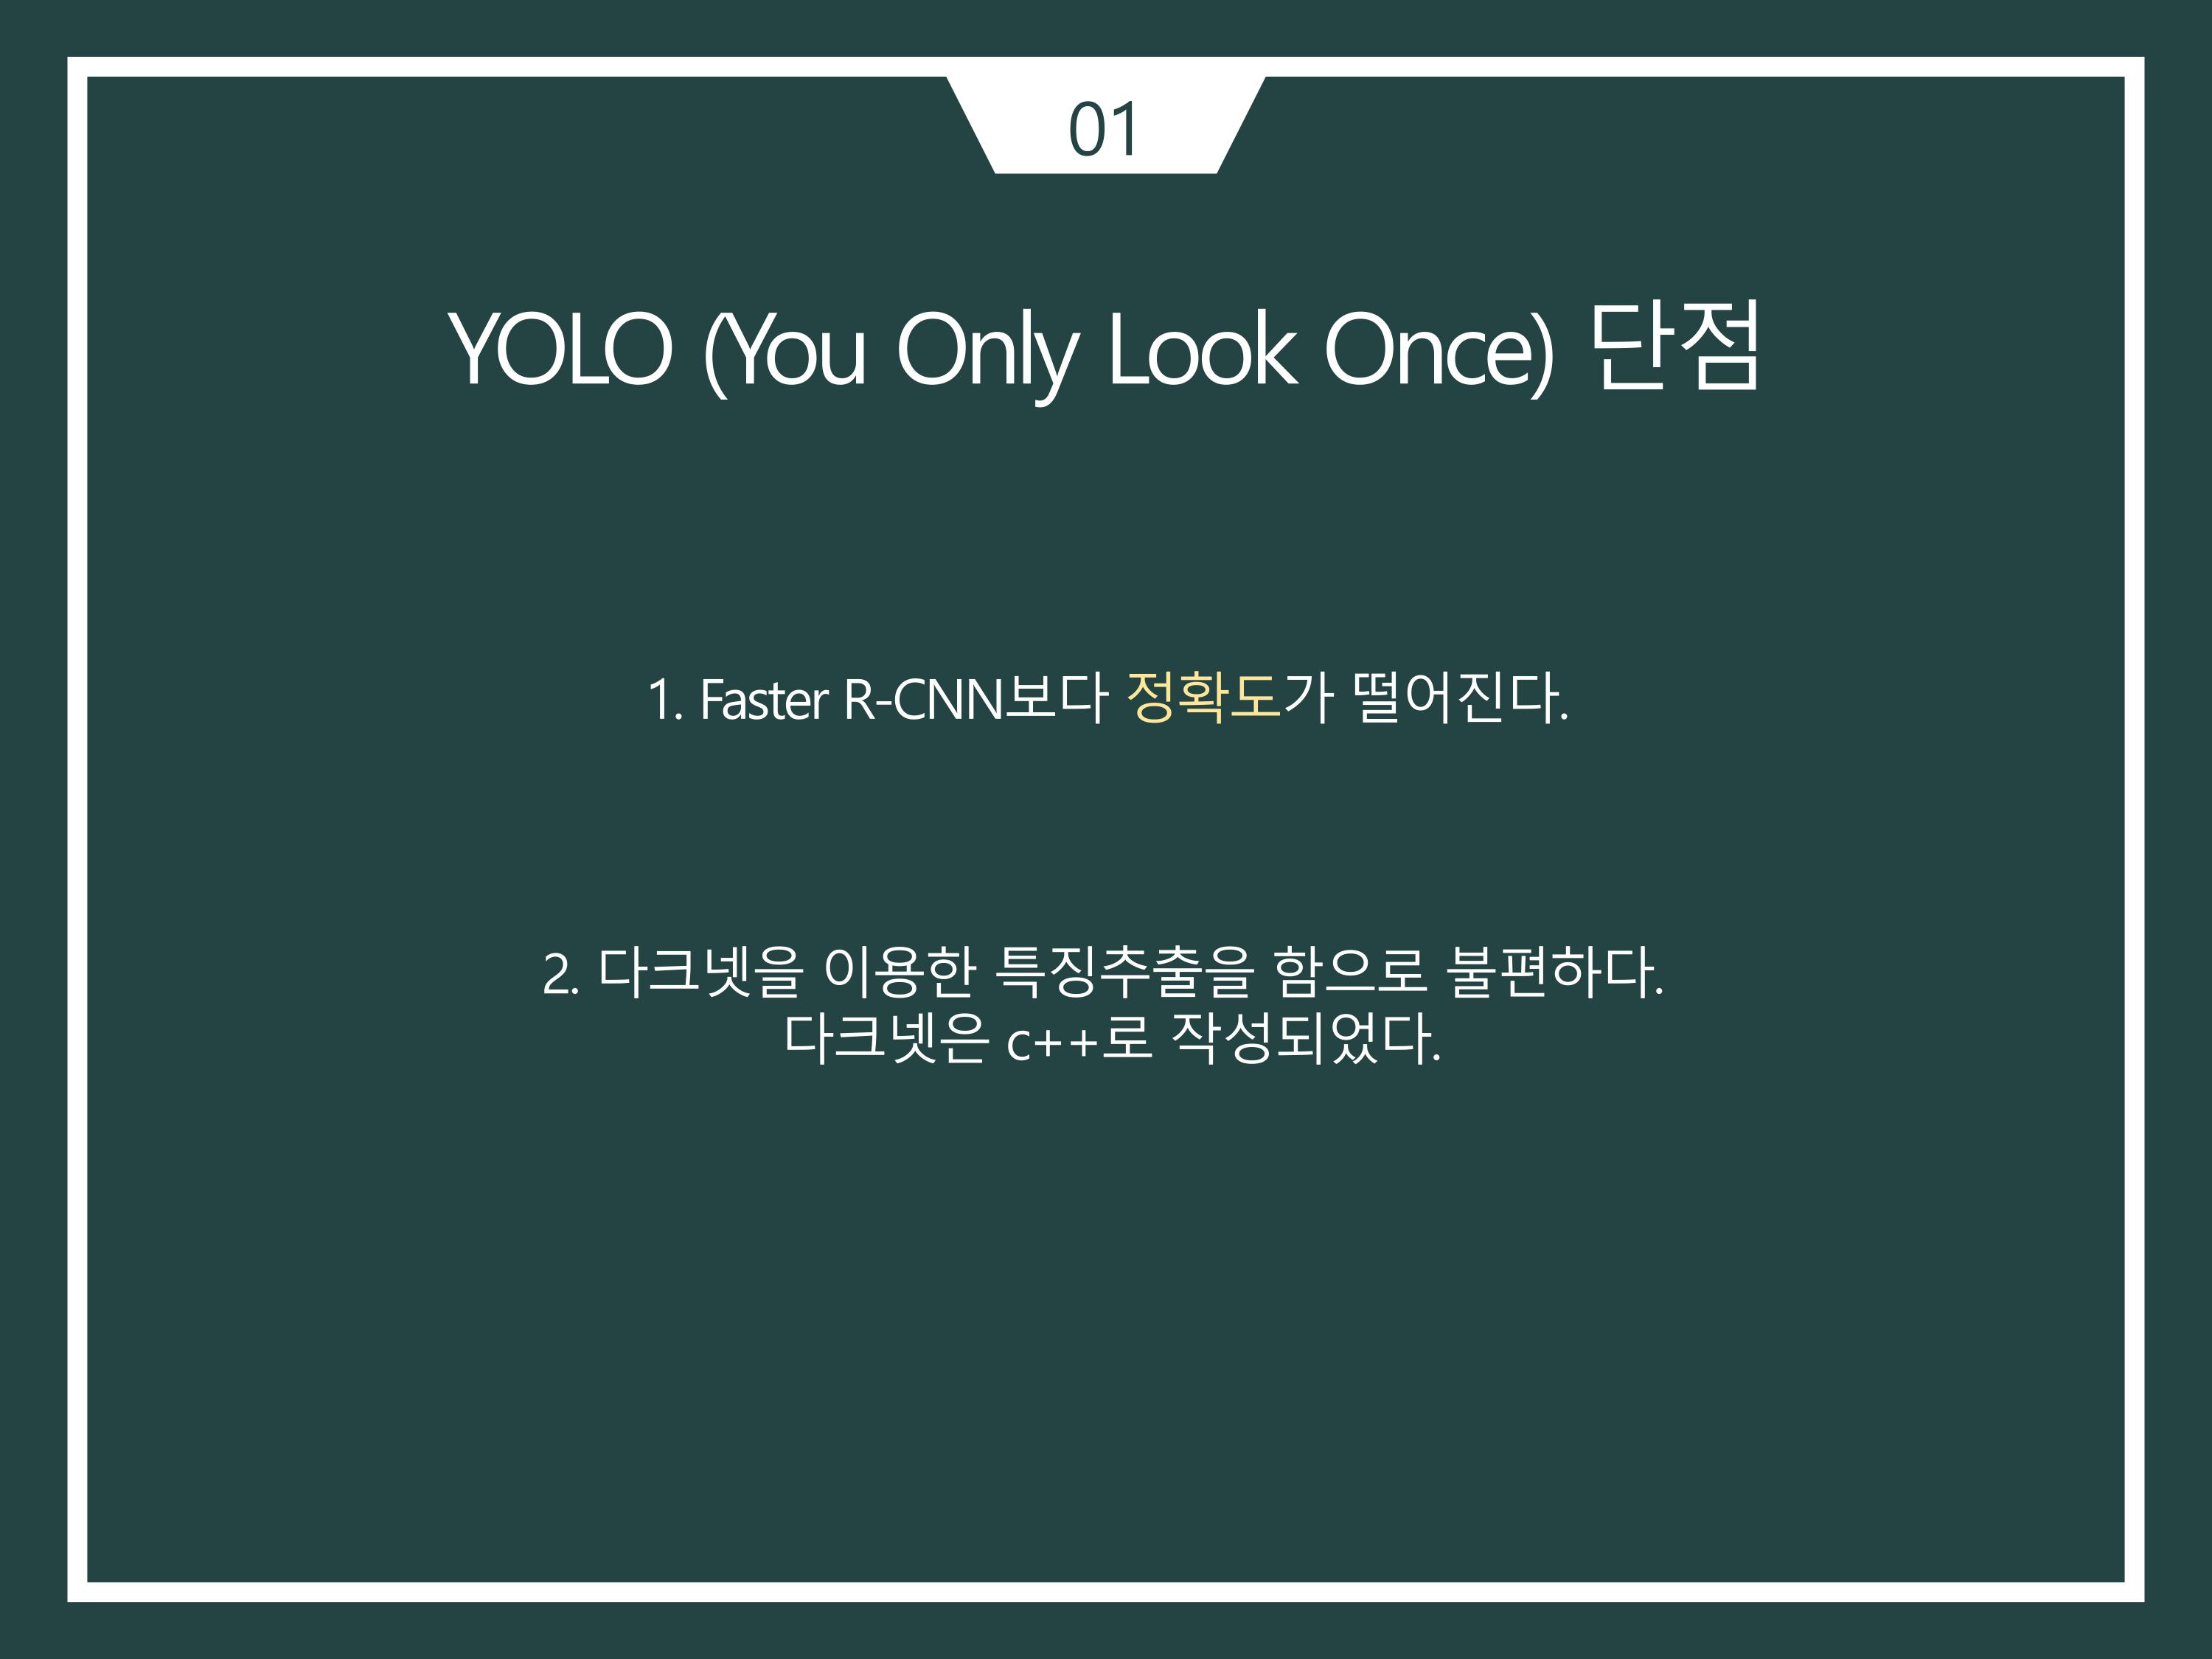 01
YOLO (You Only Look Once) 단점
1. Faster R-CNN보다 정확도가 떨어진다.
2. 다크넷을 이용한 특징추출을 함으로 불편하다.
다크넷은 c++로 작성되있다.